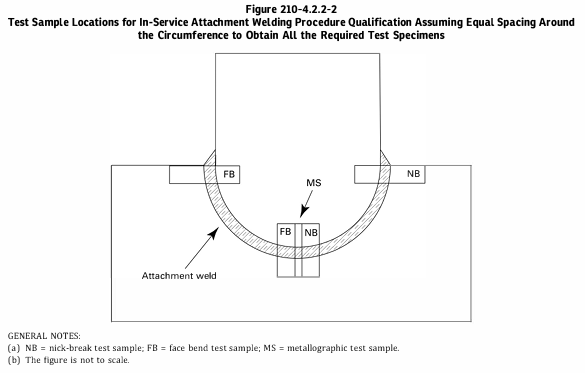 Figure 210-4.2.2-2
Test Sample Locations for In-Service Attachment Welding Procedure Qualification Assuming Equal Spacing Around
the Circumference to Obtain All the Required Test Specimens
FB
NB
MS
FB
NB
Attachment weld
GENERAL NOTES:
(a) NB = nick-break test sample; FB = face bend test sample; MS = metallographic test sample.
(b) The figure is not to scale.